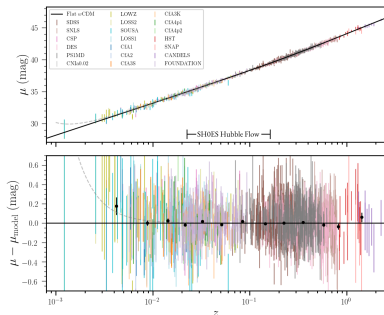 Flat wCDM
SDSS
SNLS
CSP
DES
PS1MD
CNIa0.02
LOWZ
LOSS2
SOUSA
LOSS1
CfA1
CfA2
CfA3S
CfA3K
CfA4p1
CfA4p2
HST
SNAP
CANDELS
FOUNDATION
μ (mag)
45
40
35
30
SH0ES Hubble Flow
μ − μmodel (mag)
0.6
0.4
0.2
0.0
−0.2
−0.4
−0.6
10⁻³
10⁻²
10⁻¹
10⁰
z